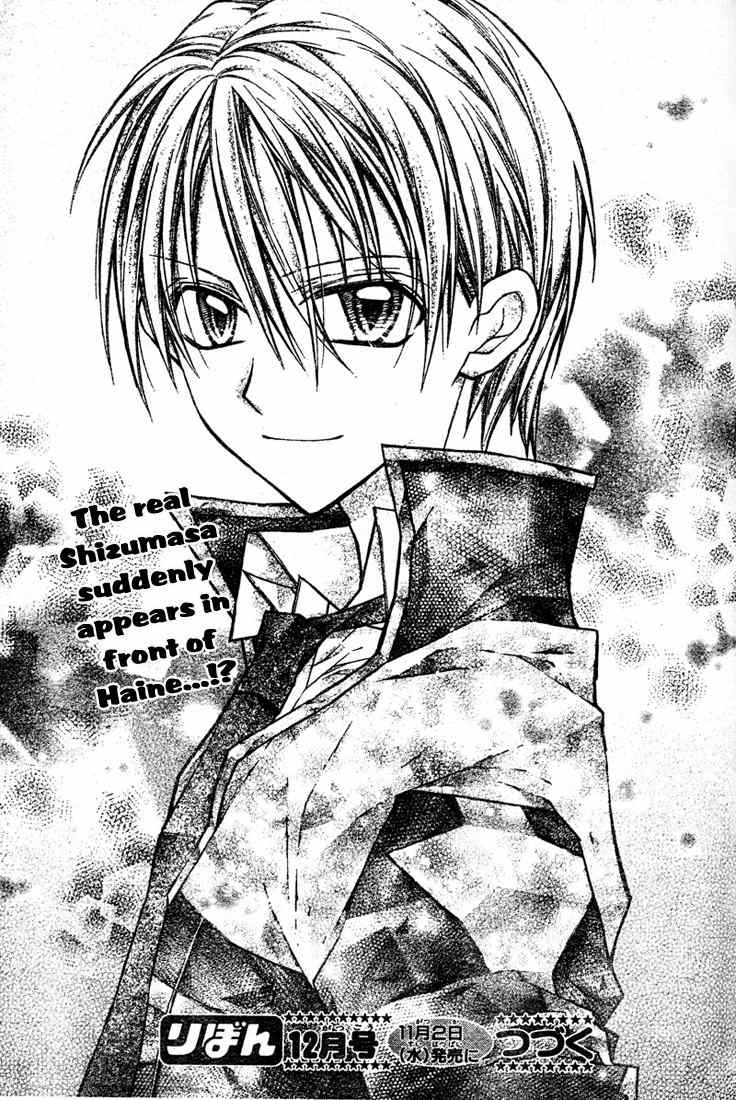 The real
Shizumasa
suddenly
appears in
front of
Haine...!?
りぼん 12月号 11月2日(水)発売に つづく